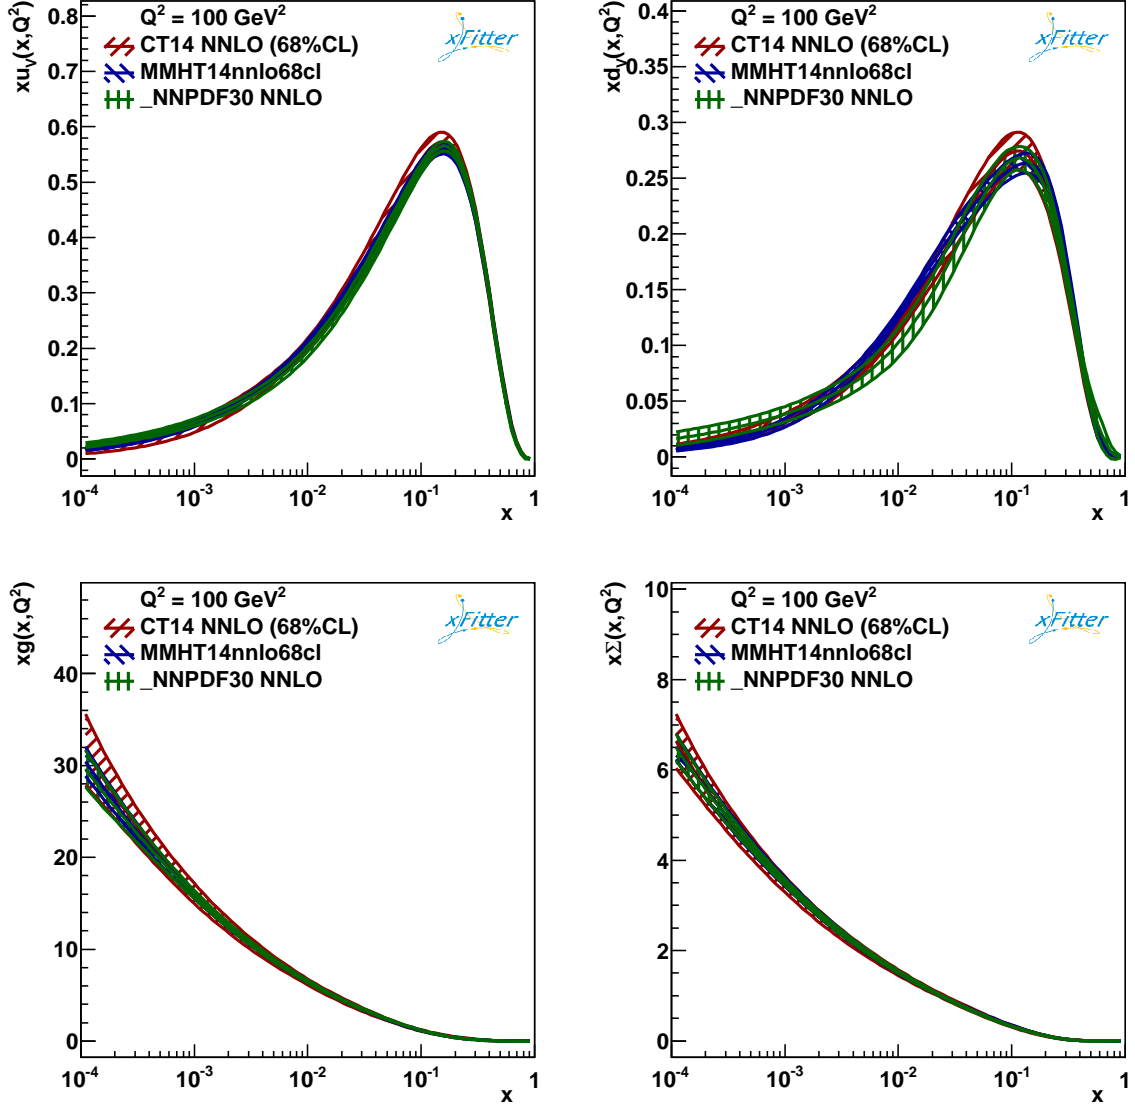 xu_v(x,Q²)
Q² = 100 GeV²
CT14 NNLO (68%CL)
MMHT14nnlo68cl
_NNPDF30 NNLO
xFitter
0.8
0.7
0.6
0.5
0.4
0.3
0.2
0.1
0
10⁻⁴ 10⁻³ 10⁻² 10⁻¹ 1
x
xd_v(x,Q²)
Q² = 100 GeV²
CT14 NNLO (68%CL)
MMHT14nnlo68cl
_NNPDF30 NNLO
xFitter
0.4
0.35
0.3
0.25
0.2
0.15
0.1
0.05
0
10⁻⁴ 10⁻³ 10⁻² 10⁻¹ 1
x
xg(x,Q²)
Q² = 100 GeV²
CT14 NNLO (68%CL)
MMHT14nnlo68cl
_NNPDF30 NNLO
xFitter
40
30
20
10
0
10⁻⁴ 10⁻³ 10⁻² 10⁻¹ 1
x
xΣ(x,Q²)
Q² = 100 GeV²
CT14 NNLO (68%CL)
MMHT14nnlo68cl
_NNPDF30 NNLO
xFitter
10
8
6
4
2
0
10⁻⁴ 10⁻³ 10⁻² 10⁻¹ 1
x